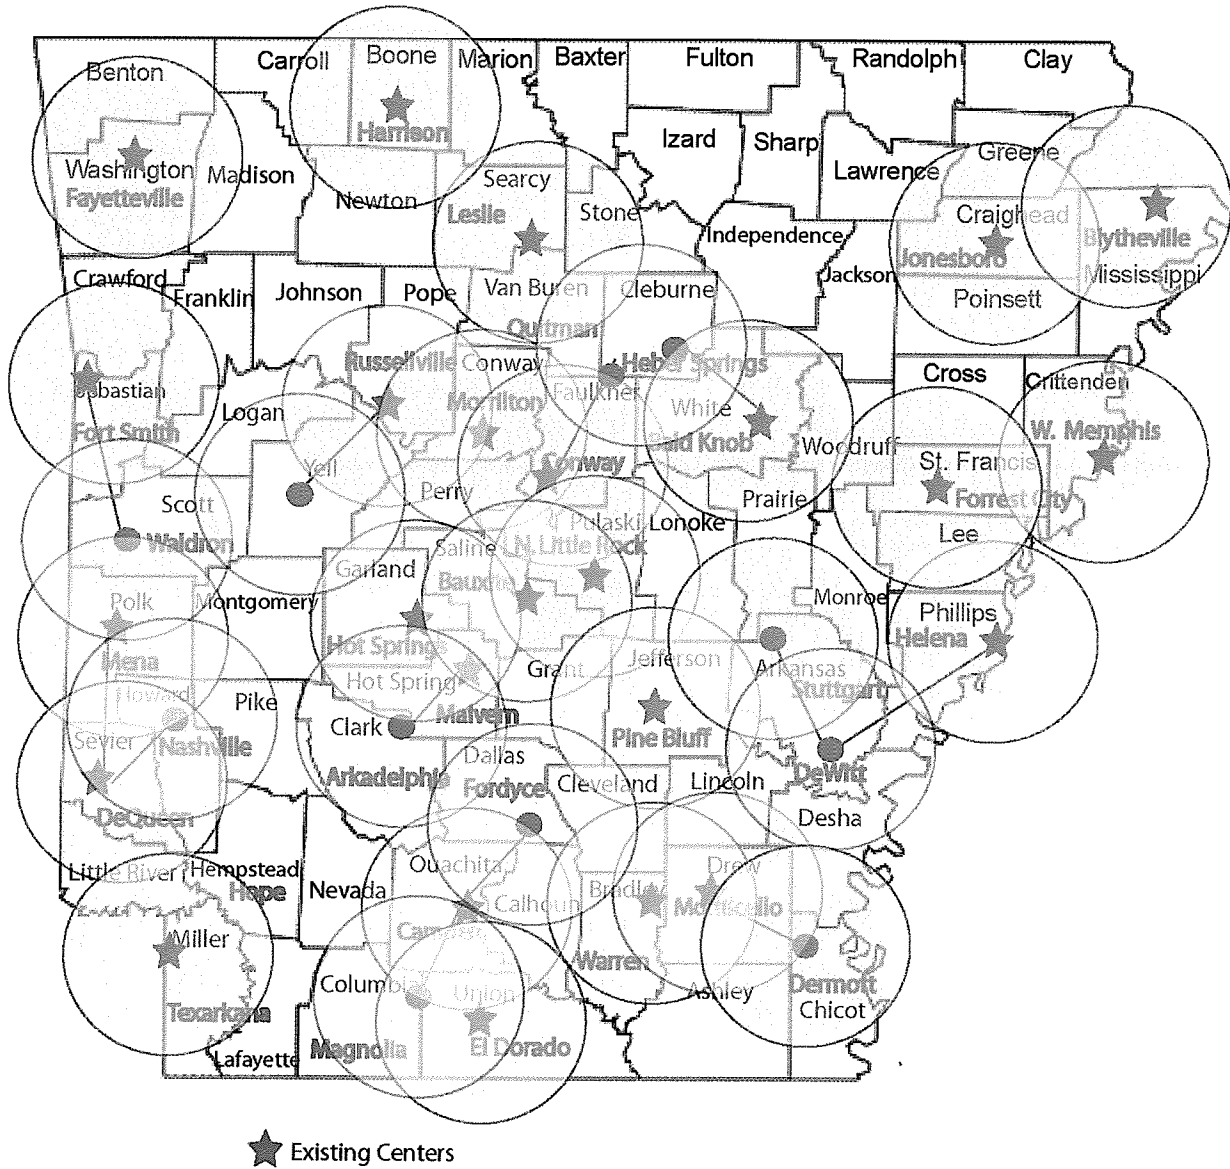 Benton
Carroll
Boone
Marion
Baxter
Fulton
Randolph
Clay
Harrison
Izard
Sharp
Lawrence
Greene
Washington
Fayetteville
Madison
Newton
Searcy
Leslie
Stone
Independence
Craighead
Jonesboro
Blytheville
Mississippi
Crawford
Franklin
Johnson
Pope
Van Buren
Cleburne
Jackson
Poinsett
Quitman
Russellville
Conway
Heber Springs
Cross
Crittenden
Sebastian
Logan
Morrilton
Faulkner
White
Fort Smith
Bald Knob
Woodruff
W. Memphis
Yell
Conway
St. Francis
Scott
Perry
Prairie
Forrest City
Waldron
Pulaski
Lonoke
Lee
Saline
N. Little Rock
Garland
Bauxite
Polk
Montgomery
Monroe
Phillips
Helena
Mena
Hot Springs
Grant
Jefferson
Arkansas
Hot Spring
Stuttgart
Howard
Pike
Clark
Malvern
Sevier
Nashville
Pine Bluff
Arkadelphia
Dallas
Fordyce
Cleveland
Lincoln
DeWitt
DeQueen
Desha
Little River
Hempstead
Hope
Nevada
Ouachita
Calhoun
Bradley
Drew
Monticello
Camden
Miller
Warren
Columbia
Union
Ashley
Dermott
Chicot
Texarkana
Lafayette
Magnolia
El Dorado
Existing Centers